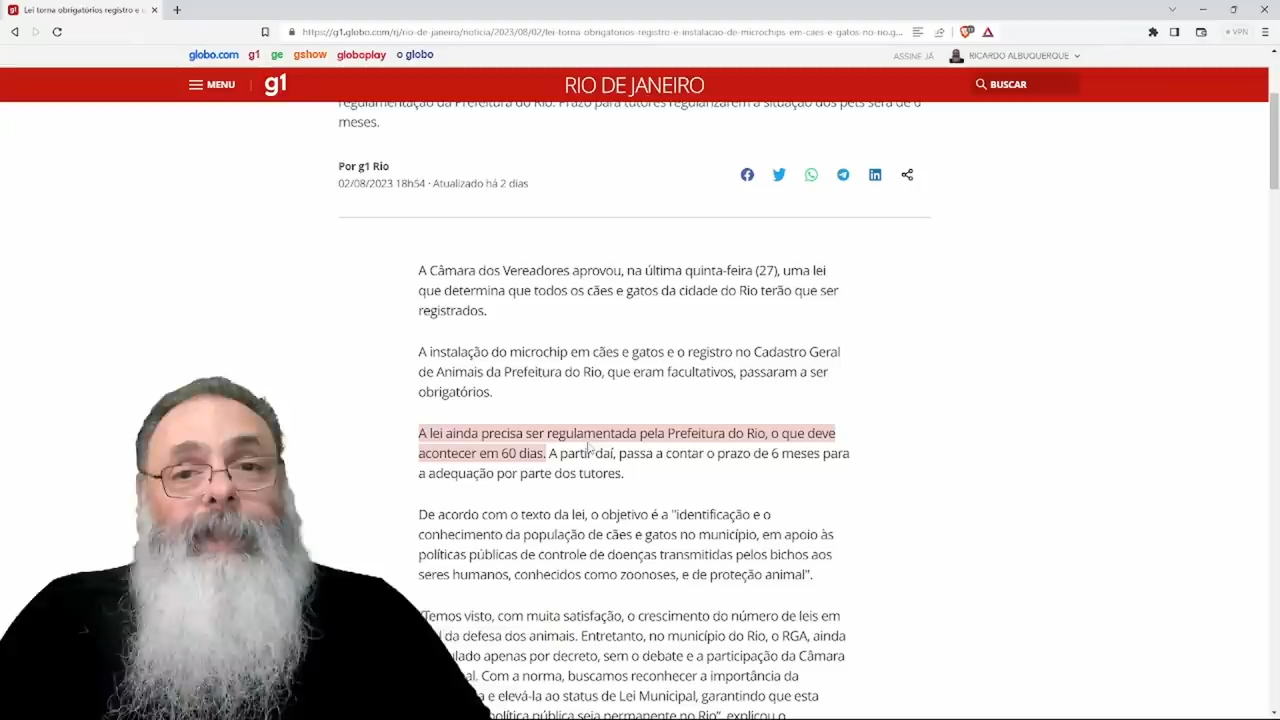 g1 Lei torna obrigatórios registro e i
https://g1.globo.com/rj/rio-de-janeiro/noticia/2023/08/02/lei-torna-obrigatorios-registro-e-instalacao-de-microchips-em-caes-e-gatos-no-rio.g...
VPN
globo.com g1 ge gshow globoplay o globo
ASSINE JÁ RICARDO ALBUQUERQUE
MENU g1 RIO DE JANEIRO BUSCAR
regulamentação da Prefeitura do Rio. Prazo para tutores regularizarem a situação dos pets será de 6
meses.
Por g1 Rio
02/08/2023 18h54 · Atualizado há 2 dias
A Câmara dos Vereadores aprovou, na última quinta-feira (27), uma lei
que determina que todos os cães e gatos da cidade do Rio terão que ser
registrados.
A instalação do microchip em cães e gatos e o registro no Cadastro Geral
de Animais da Prefeitura do Rio, que eram facultativos, passaram a ser
obrigatórios.
A lei ainda precisa ser regulamentada pela Prefeitura do Rio, o que deve
acontecer em 60 dias. A partir daí, passa a contar o prazo de 6 meses para
a adequação por parte dos tutores.
De acordo com o texto da lei, o objetivo é a "identificação e o
conhecimento da população de cães e gatos no município, em apoio às
políticas públicas de controle de doenças transmitidas pelos bichos aos
seres humanos, conhecidos como zoonoses, e de proteção animal".
"Temos visto, com muita satisfação, o crescimento do número de leis em
da defesa dos animais. Entretanto, no município do Rio, o RGA, ainda
apenas por decreto, sem o debate e a participação da Câmara
Com a norma, buscamos reconhecer a importância da
e elevá-la ao status de Lei Municipal, garantindo que esta
política pública seja permanente no Rio”, explicou o